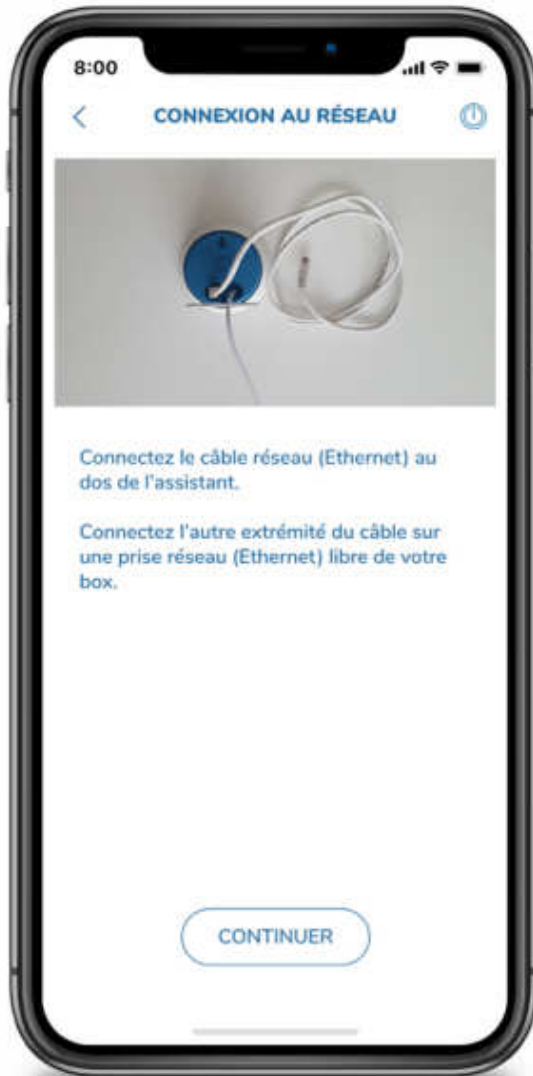 8:00
CONNEXION AU RÉSEAU
Connectez le câble réseau (Ethernet) au
dos de l'assistant.
Connectez l'autre extrémité du câble sur
une prise réseau (Ethernet) libre de votre
box.
CONTINUER